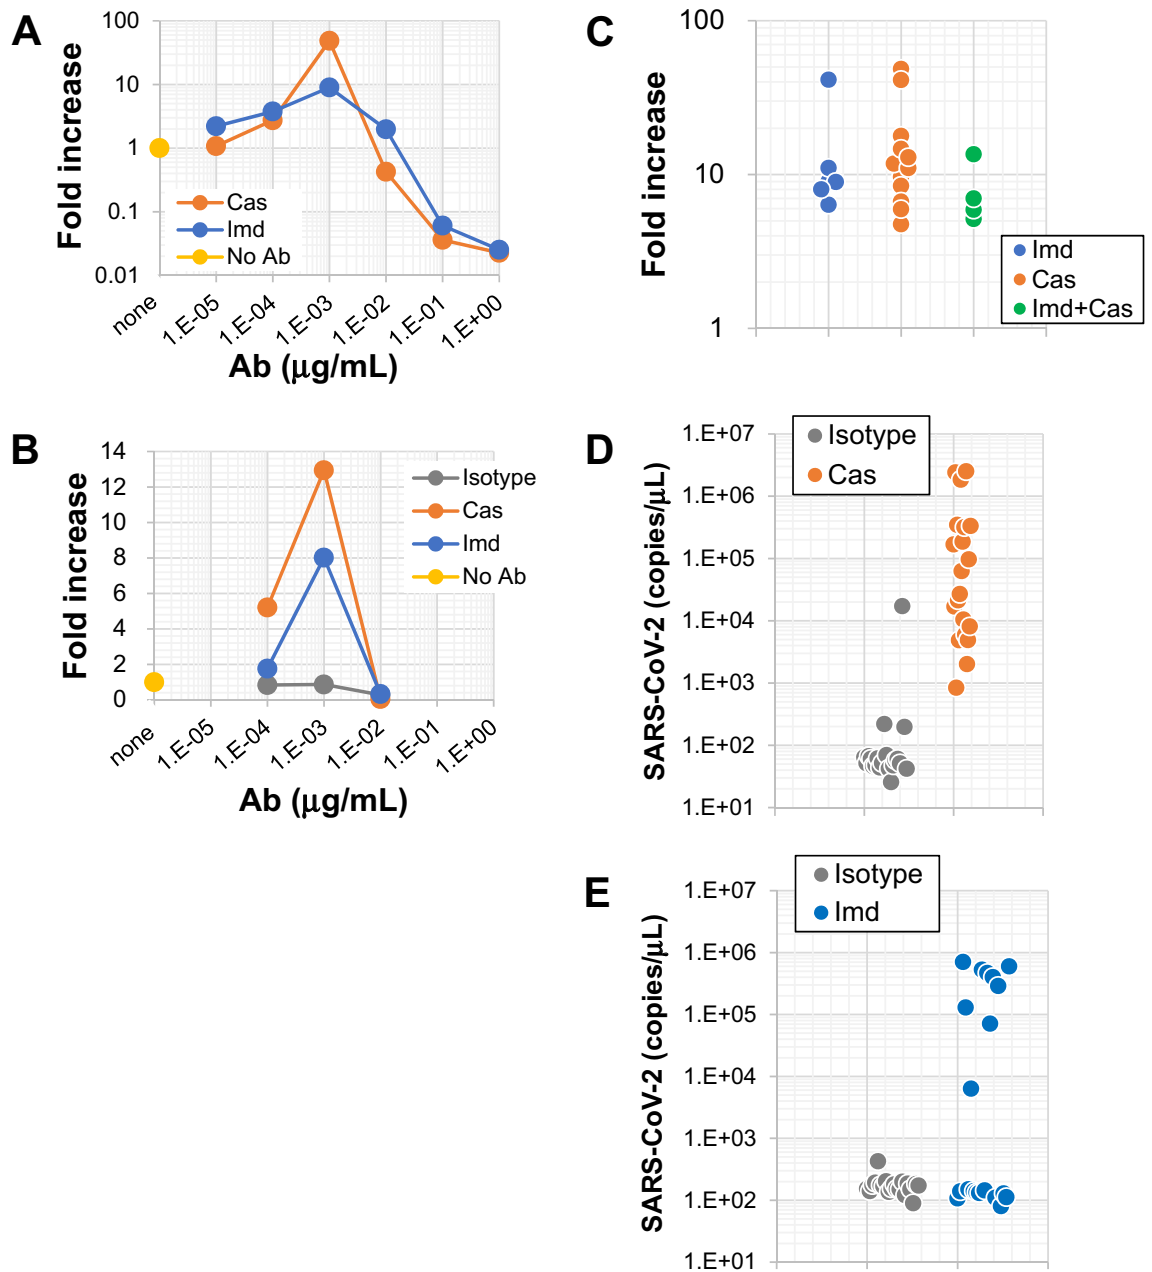 A
Fold increase
100
10
1
0.1
0.01
Cas
Imd
No Ab
none
1.E-05
1.E-04
1.E-03
1.E-02
1.E-01
1.E+00
Ab (μg/mL)
B
Fold increase
14
12
10
8
6
4
2
0
Isotype
Cas
Imd
No Ab
none
1.E-05
1.E-04
1.E-03
1.E-02
1.E-01
1.E+00
Ab (μg/mL)
C
Fold increase
100
10
1
Imd
Cas
Imd+Cas
D
SARS-CoV-2 (copies/μL)
1.E+07
1.E+06
1.E+05
1.E+04
1.E+03
1.E+02
1.E+01
Isotype
Cas
E
SARS-CoV-2 (copies/μL)
1.E+07
1.E+06
1.E+05
1.E+04
1.E+03
1.E+02
1.E+01
Isotype
Imd